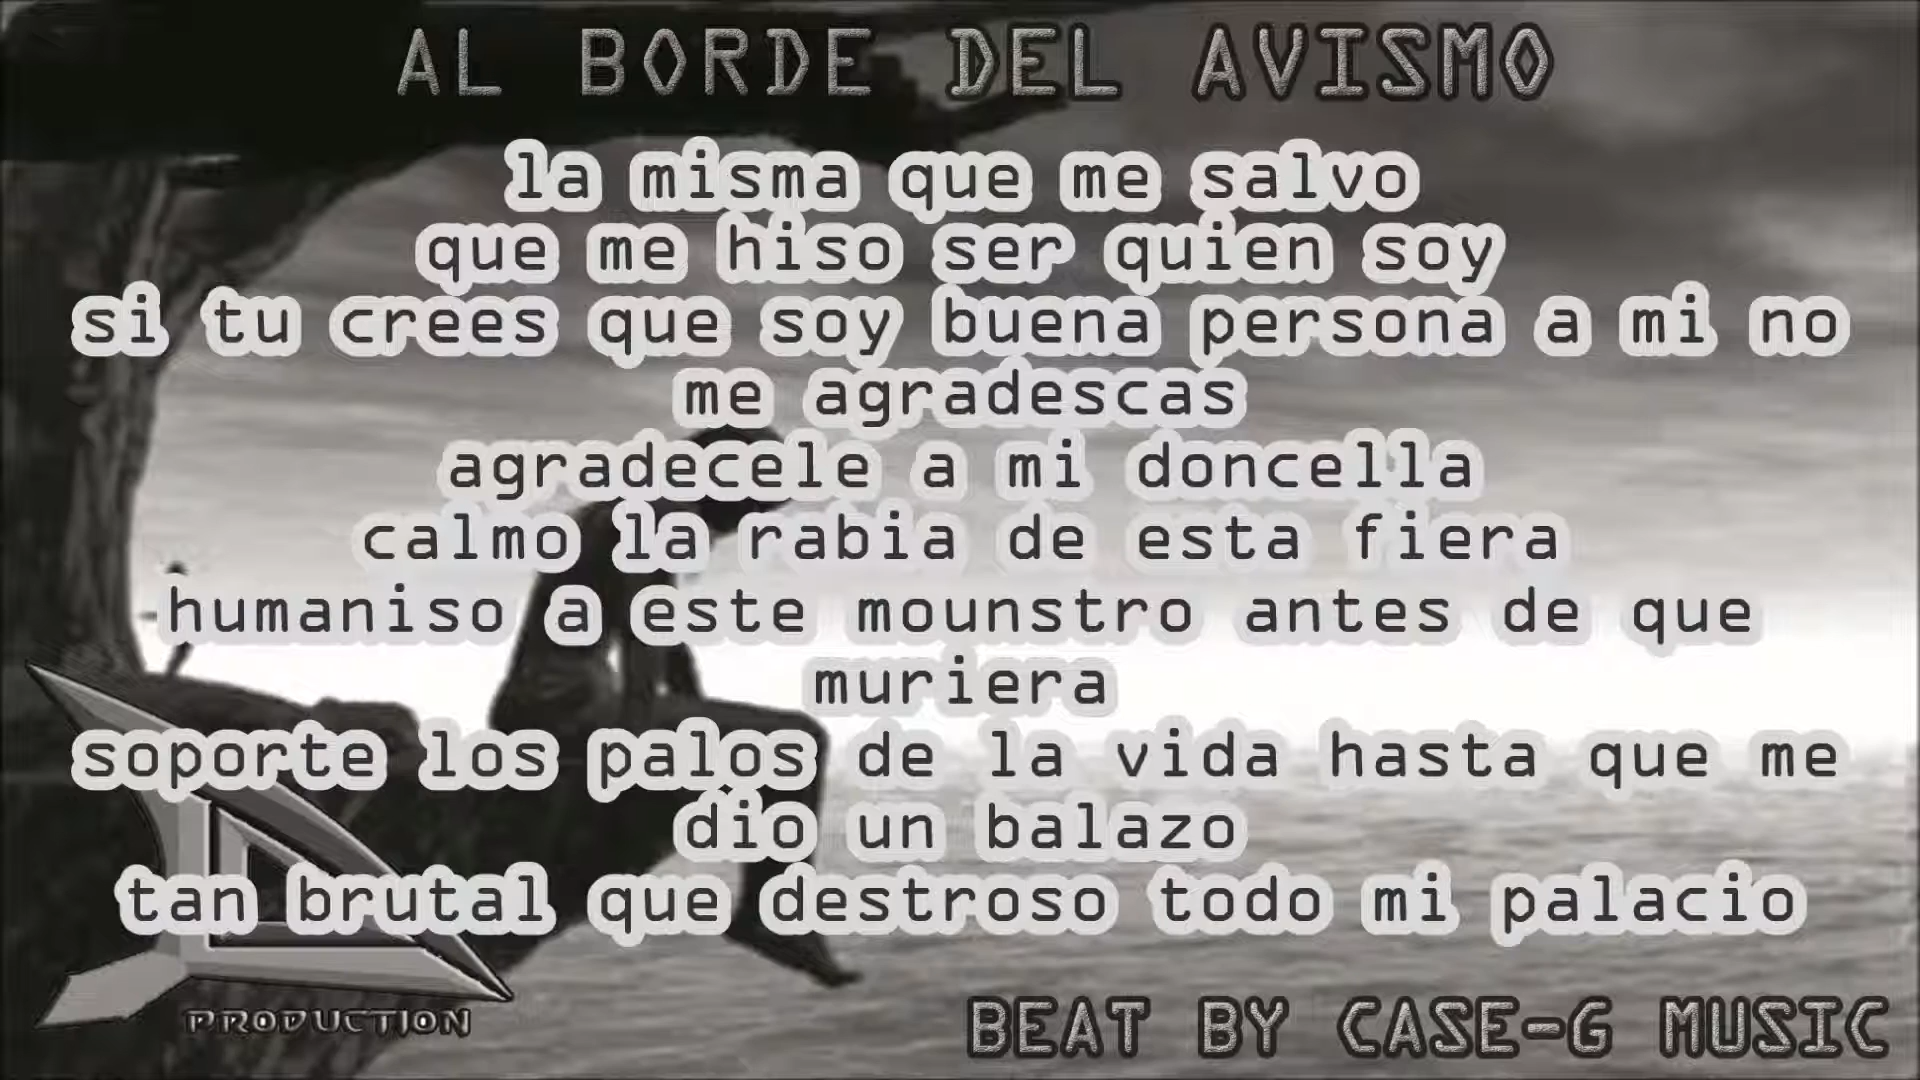 AL BORDE DEL AVISMO
la misma que me salvo
que me hiso ser quien soy
si tu crees que soy buena persona a mi no
me agradescas
agradecele a mi doncella
calmo la rabia de esta fiera
humaniso a este mounstro antes de que
muriera
soporte los palos de la vida hasta que me
dio un balazo
tan brutal que destroso todo mi palacio
PRODUCTION
BEAT BY CASE-G MUSIC